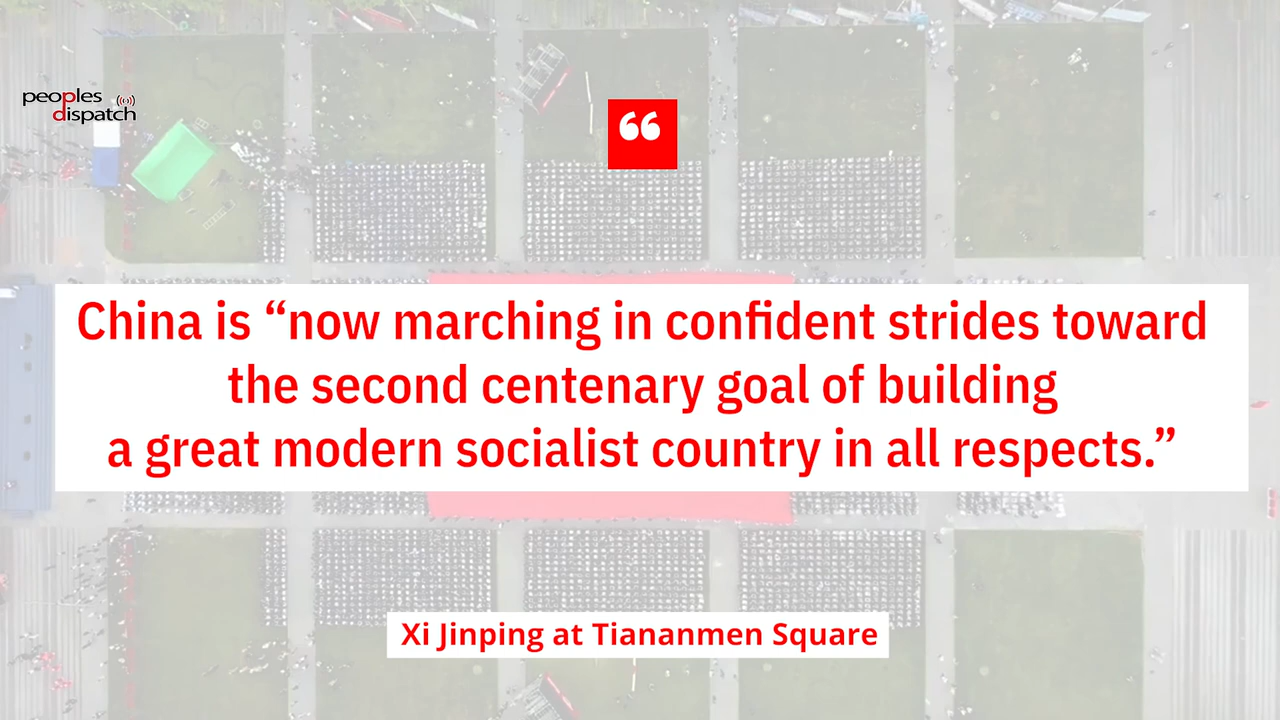 peoples
dispatch
“
China is “now marching in confident strides toward
the second centenary goal of building
a great modern socialist country in all respects.”
Xi Jinping at Tiananmen Square